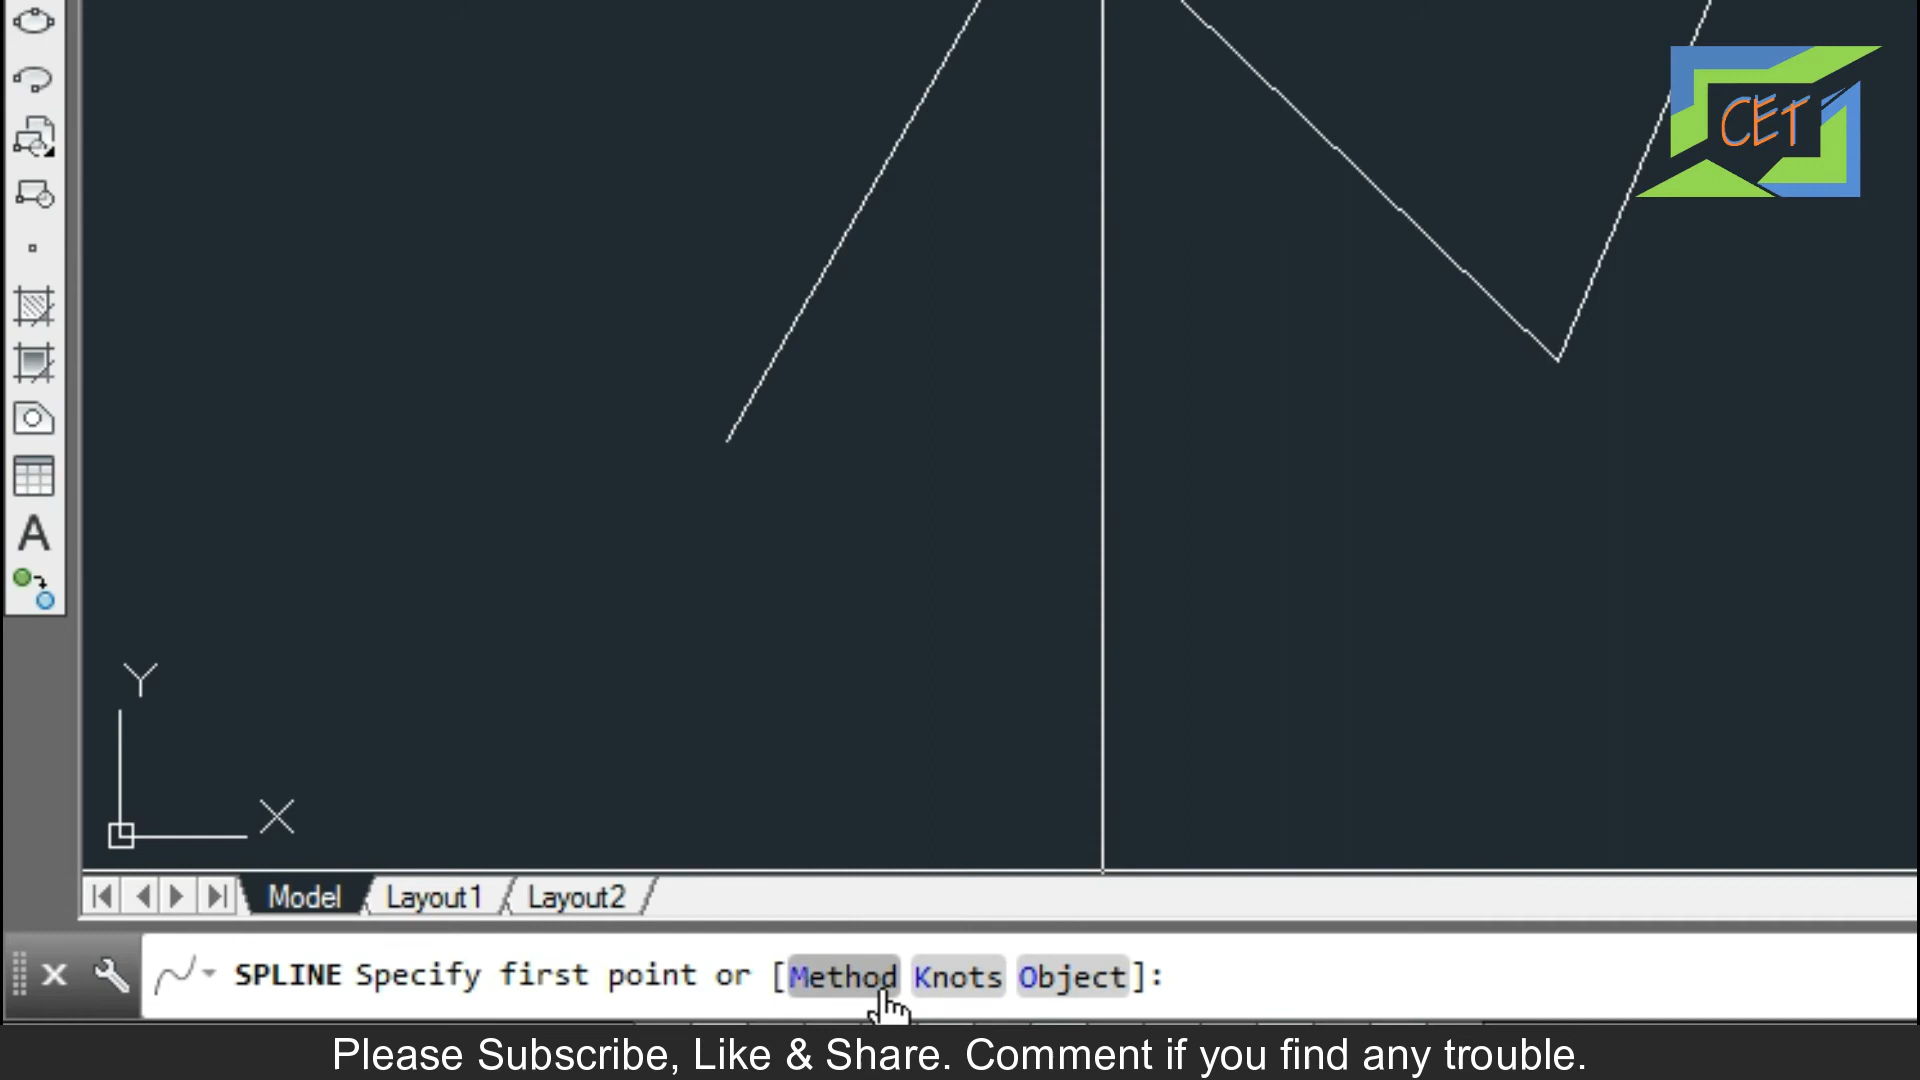 CET
A
Y
X
Model Layout1 Layout2
SPLINE Specify first point or [Method Knots Object]:
Please Subscribe, Like & Share. Comment if you find any trouble.